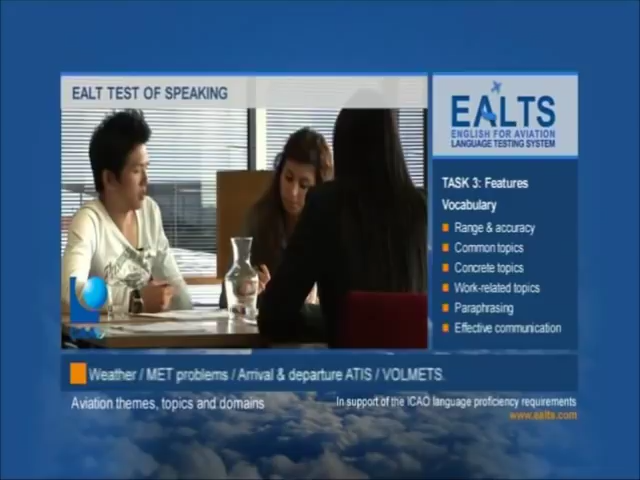 EALT TEST OF SPEAKING
EALTS
ENGLISH FOR AVIATION
LANGUAGE TESTING SYSTEM
TASK 3: Features
Vocabulary
Range & accuracy
Common topics
Concrete topics
Work-related topics
Paraphrasing
Effective communication
Weather / MET problems / Arrival & departure ATIS / VOLMETS.
Aviation themes, topics and domains
In support of the ICAO language proficiency requirements
www.ealts.com